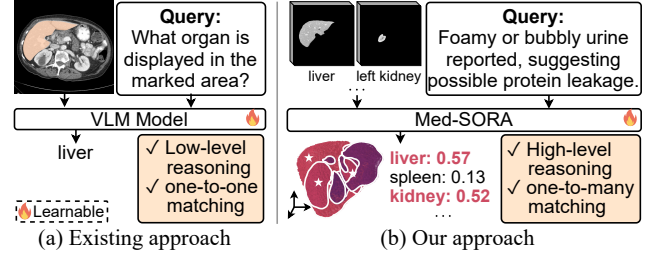 Query:
What organ is
displayed in the
marked area?
VLM Model
liver
✓ Low-level
reasoning
✓ one-to-one
matching
Learnable
(a) Existing approach
liver
left kidney
...
Query:
Foamy or bubbly urine
reported, suggesting
possible protein leakage.
Med-SORA
liver: 0.57
spleen: 0.13
kidney: 0.52
...
✓ High-level
reasoning
✓ one-to-many
matching
(b) Our approach